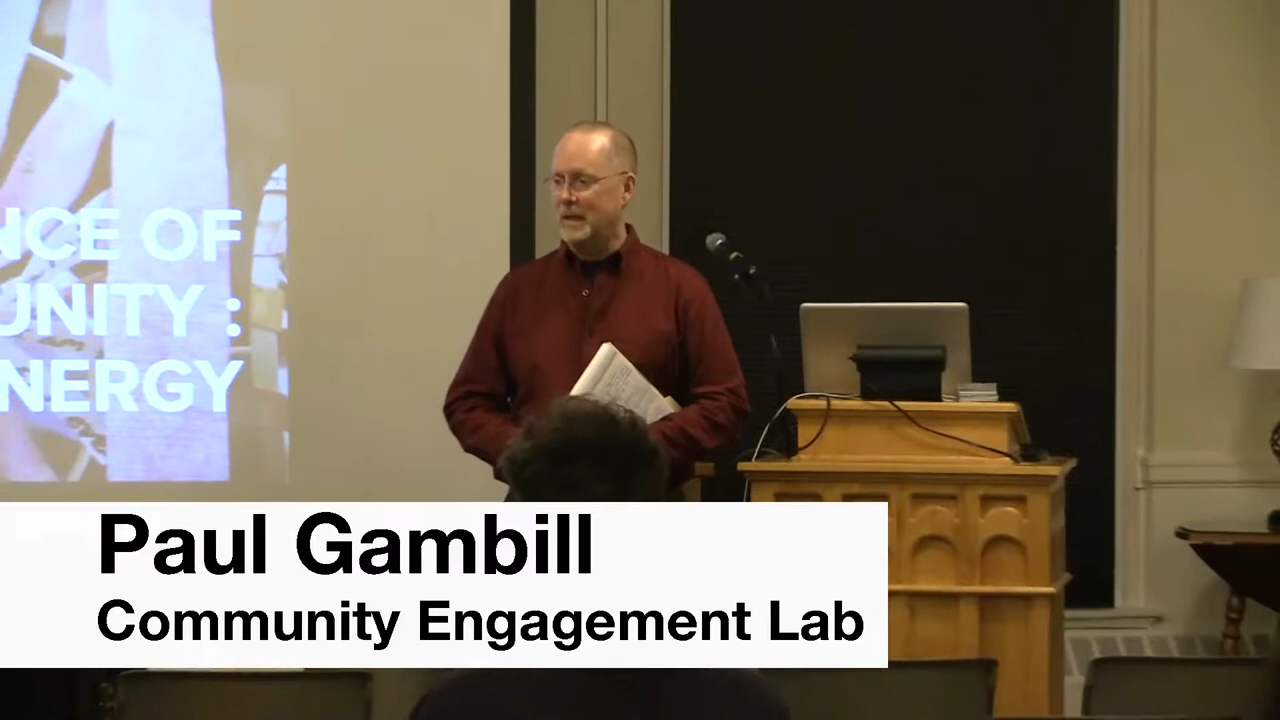 NCE OF
UNITY :
NERGY
Paul Gambill
Community Engagement Lab